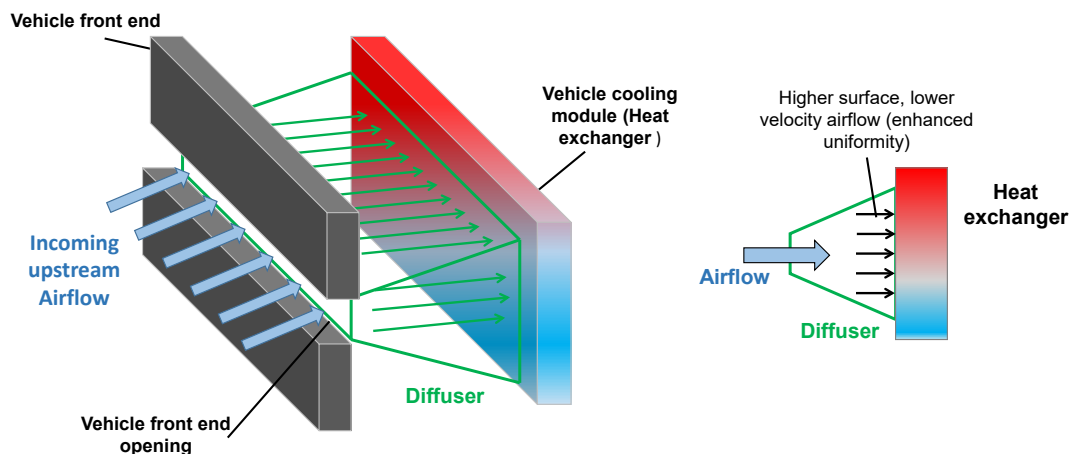 Vehicle front end
Vehicle cooling
module (Heat
exchanger )
Incoming
upstream
Airflow
Diffuser
Vehicle front end
opening
Higher surface, lower
velocity airflow (enhanced
uniformity)
Heat
exchanger
Airflow
Diffuser